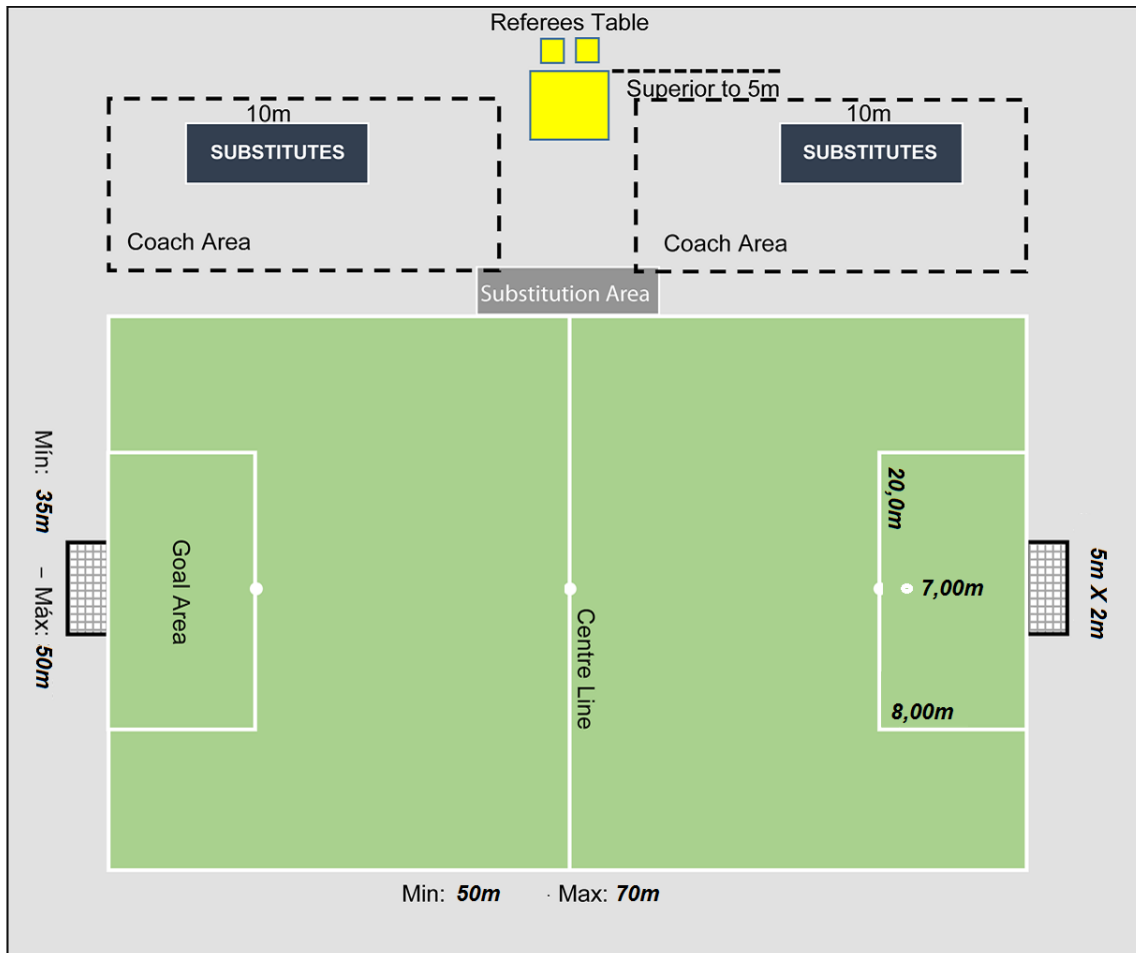 Referees Table
Superior to 5m
10m
10m
SUBSTITUTES
SUBSTITUTES
Coach Area
Coach Area
Substitution Area
Mín: 35m – Máx: 50m
Goal Area
Centre Line
20,0m
7,00m
8,00m
5m X 2m
Min: 50m · Max: 70m